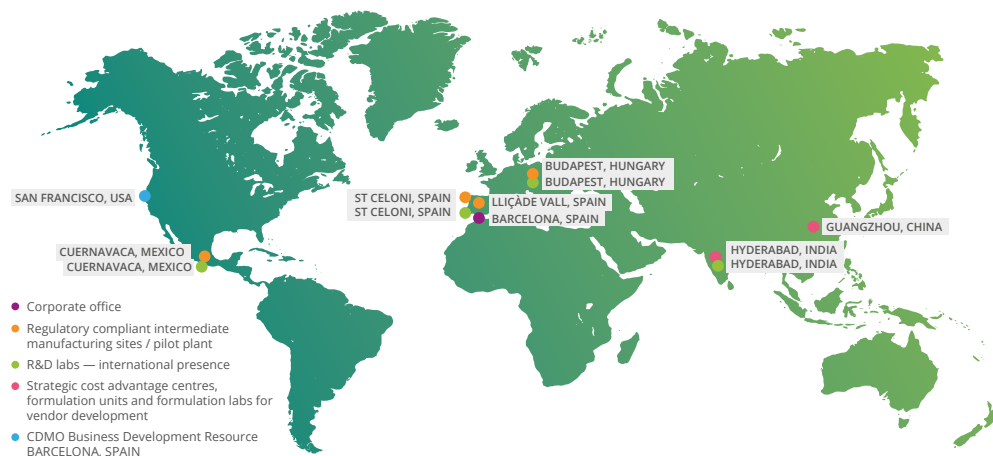 BUDAPEST, HUNGARY
BUDAPEST, HUNGARY
SAN FRANCISCO, USA
ST CELONI, SPAIN
ST CELONI, SPAIN
LLIÇÀDE VALL, SPAIN
BARCELONA, SPAIN
GUANGZHOU, CHINA
CUERNAVACA, MEXICO
CUERNAVACA, MEXICO
HYDERABAD, INDIA
HYDERABAD, INDIA
Corporate office
Regulatory compliant intermediate
manufacturing sites / pilot plant
R&D labs — international presence
Strategic cost advantage centres,
formulation units and formulation labs for
vendor development
CDMO Business Development Resource
BARCELONA, SPAIN